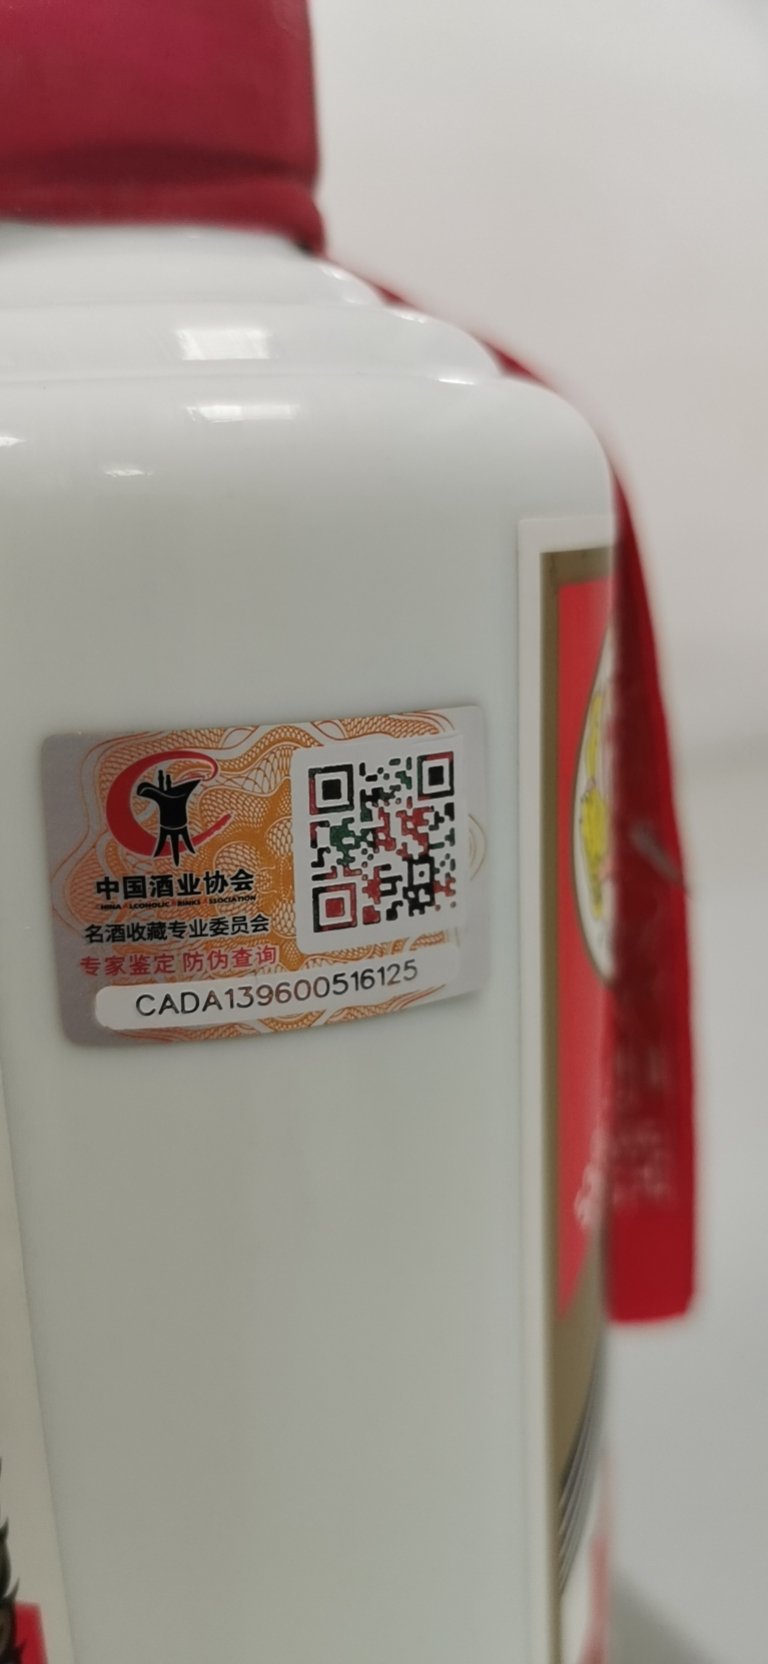 中国酒业协会
CHINA ALCOHOLIC DRINKS ASSOCIATION
名酒收藏专业委员会
专家鉴定 防伪查询
CADA139600516125